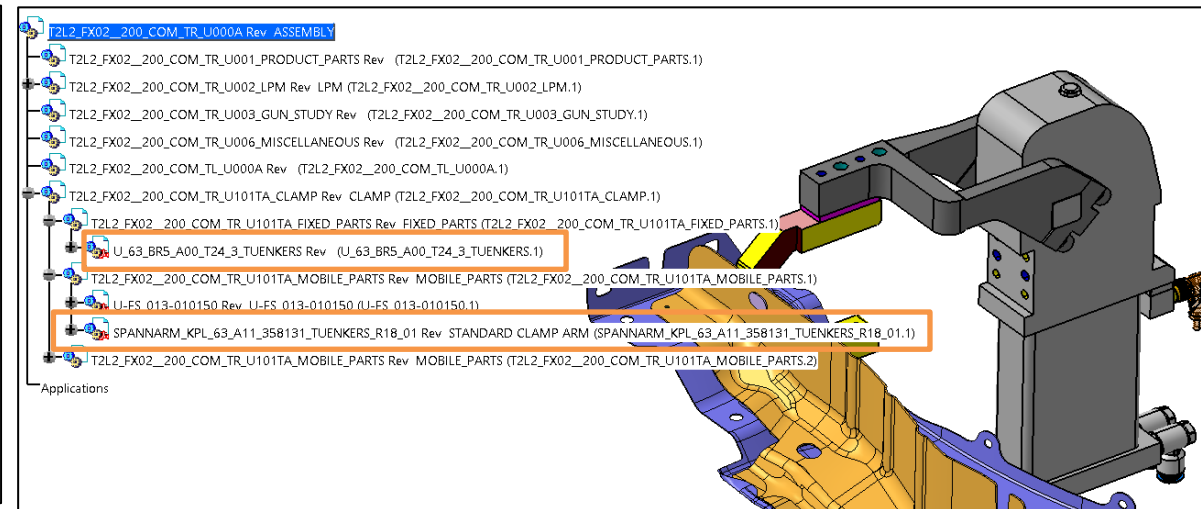 T2L2_FX02__200_COM_TR_U000A Rev ASSEMBLY
T2L2_FX02__200_COM_TR_U001_PRODUCT_PARTS Rev (T2L2_FX02__200_COM_TR_U001_PRODUCT_PARTS.1)
T2L2_FX02__200_COM_TR_U002_LPM Rev LPM (T2L2_FX02__200_COM_TR_U002_LPM.1)
T2L2_FX02__200_COM_TR_U003_GUN_STUDY Rev (T2L2_FX02__200_COM_TR_U003_GUN_STUDY.1)
T2L2_FX02__200_COM_TR_U006_MISCELLANEOUS Rev (T2L2_FX02__200_COM_TR_U006_MISCELLANEOUS.1)
T2L2_FX02__200_COM_TL_U000A Rev (T2L2_FX02__200_COM_TL_U000A.1)
T2L2_FX02__200_COM_TR_U101TA_CLAMP Rev CLAMP (T2L2_FX02__200_COM_TR_U101TA_CLAMP.1)
T2L2_FX02__200_COM_TR_U101TA_FIXED_PARTS Rev FIXED_PARTS (T2L2_FX02__200_COM_TR_U101TA_FIXED_PARTS.1)
U_63_BR5_A00_T24_3_TUENKERS Rev (U_63_BR5_A00_T24_3_TUENKERS.1)
T2L2_FX02__200_COM_TR_U101TA_MOBILE_PARTS Rev MOBILE_PARTS (T2L2_FX02__200_COM_TR_U101TA_MOBILE_PARTS.1)
U-FS_013-010150 Rev U-FS_013-010150 (U-FS_013-010150.1)
SPANNARM_KPL_63_A11_358131_TUENKERS_R18_01 Rev STANDARD CLAMP ARM (SPANNARM_KPL_63_A11_358131_TUENKERS_R18_01.1)
T2L2_FX02__200_COM_TR_U101TA_MOBILE_PARTS Rev MOBILE_PARTS (T2L2_FX02__200_COM_TR_U101TA_MOBILE_PARTS.2)
Applications